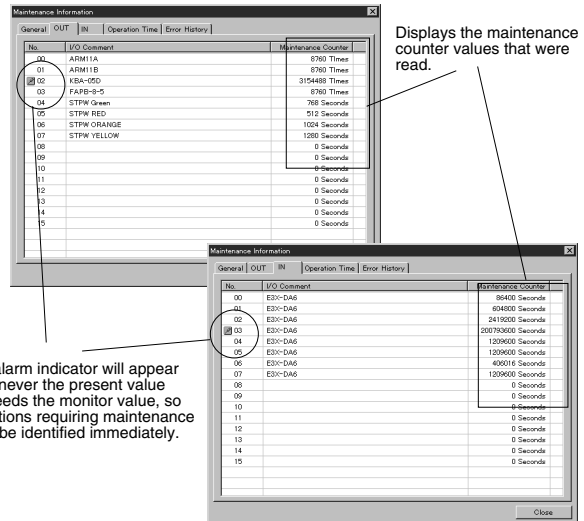 Maintenance Information
General OUT IN Operation Time Error History
No. I/O Comment Maintenance Counter
00 ARM11A 8760 TImes
01 ARM11B 8760 TImes
02 KBA-05D 3154488 TImes
03 FAPB-8-5 8760 TImes
04 STPW Green 768 Seconds
05 STPW RED 512 Seconds
06 STPW ORANGE 1024 Seconds
07 STPW YELLOW 1280 Seconds
08 0 Seconds
09 0 Seconds
10 0 Seconds
11 0 Seconds
12 0 Seconds
13 0 Seconds
14 0 Seconds
15 0 Seconds
Displays the maintenance
counter values that were
read.
Maintenance Information
General OUT IN Operation Time Error History
No. I/O Comment Maintenance Counter
00 E3X-DA6 86400 Seconds
01 E3X-DA6 604800 Seconds
02 E3X-DA6 2419200 Seconds
03 E3X-DA6 200793600 Seconds
04 E3X-DA6 1209600 Seconds
05 E3X-DA6 1209600 Seconds
06 E3X-DA6 406016 Seconds
07 E3X-DA6 1209600 Seconds
08 0 Seconds
09 0 Seconds
10 0 Seconds
11 0 Seconds
12 0 Seconds
13 0 Seconds
14 0 Seconds
15 0 Seconds
Close
alarm indicator will appear
never the present value
eeds the monitor value, so
tions requiring maintenance
be identified immediately.